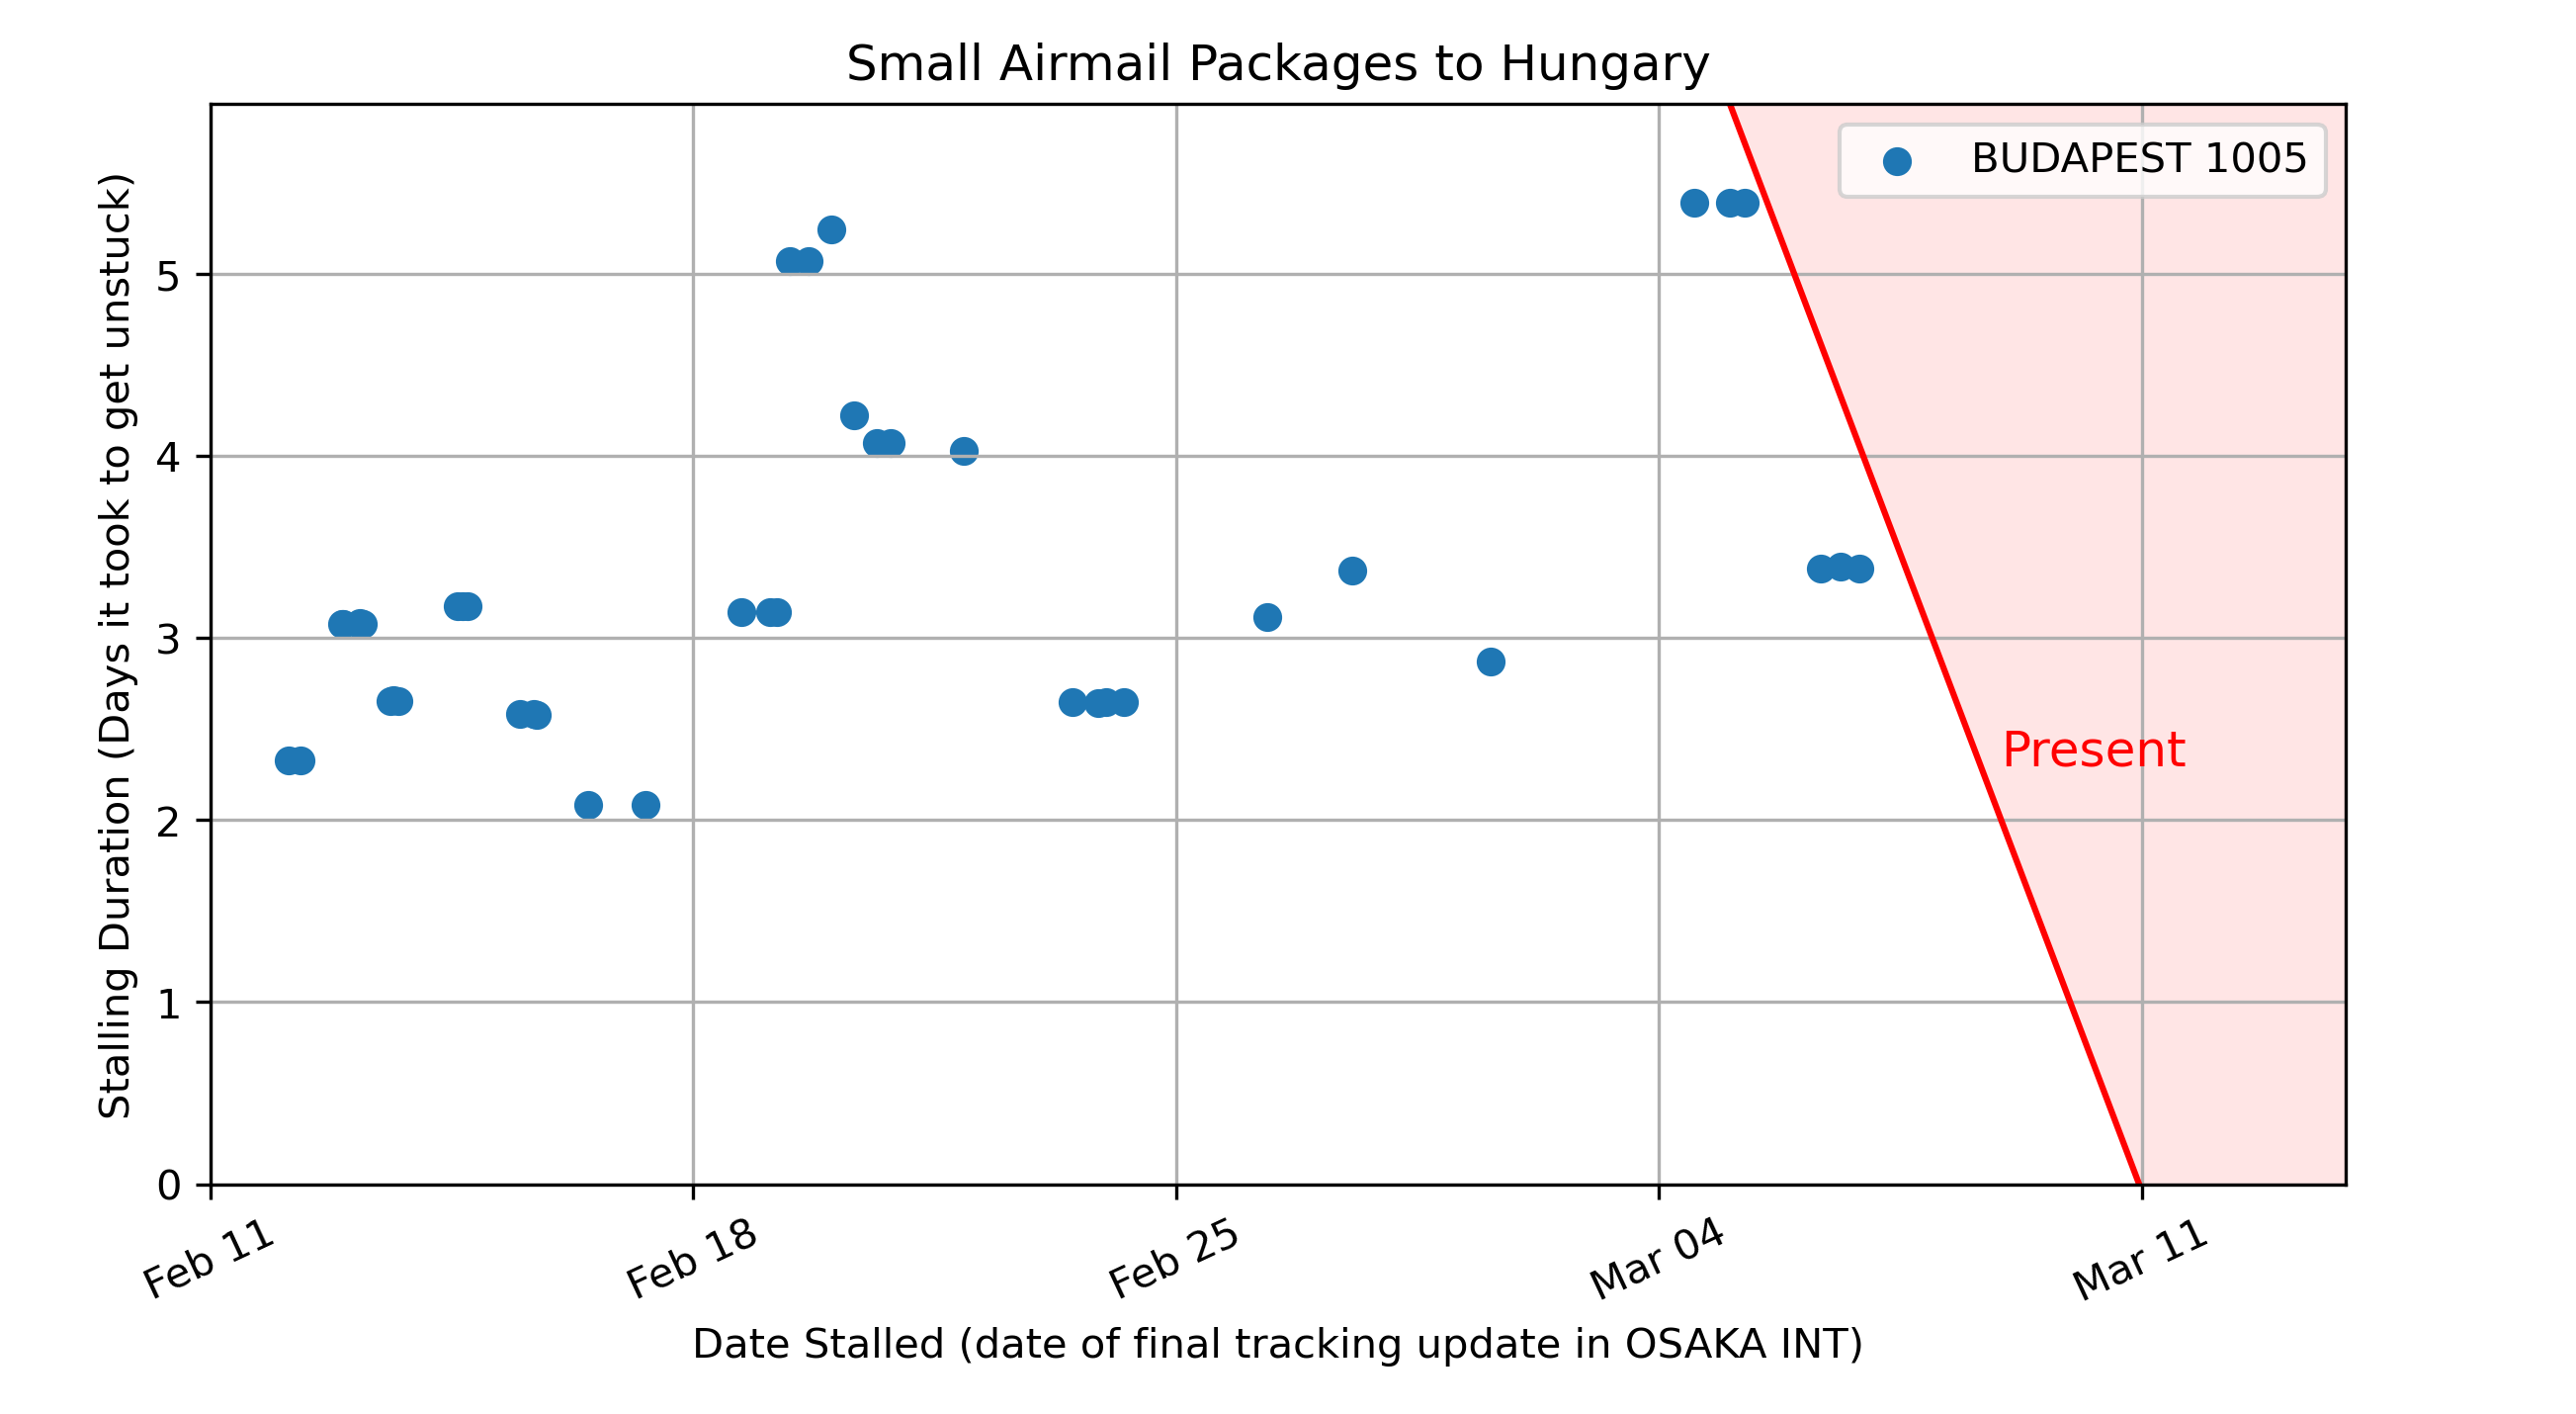 Small Airmail Packages to Hungary
BUDAPEST 1005
Stalling Duration (Days it took to get unstuck)
5
4
3
2
1
0
Present
Feb 11
Feb 18
Feb 25
Mar 04
Mar 11
Date Stalled (date of final tracking update in OSAKA INT)